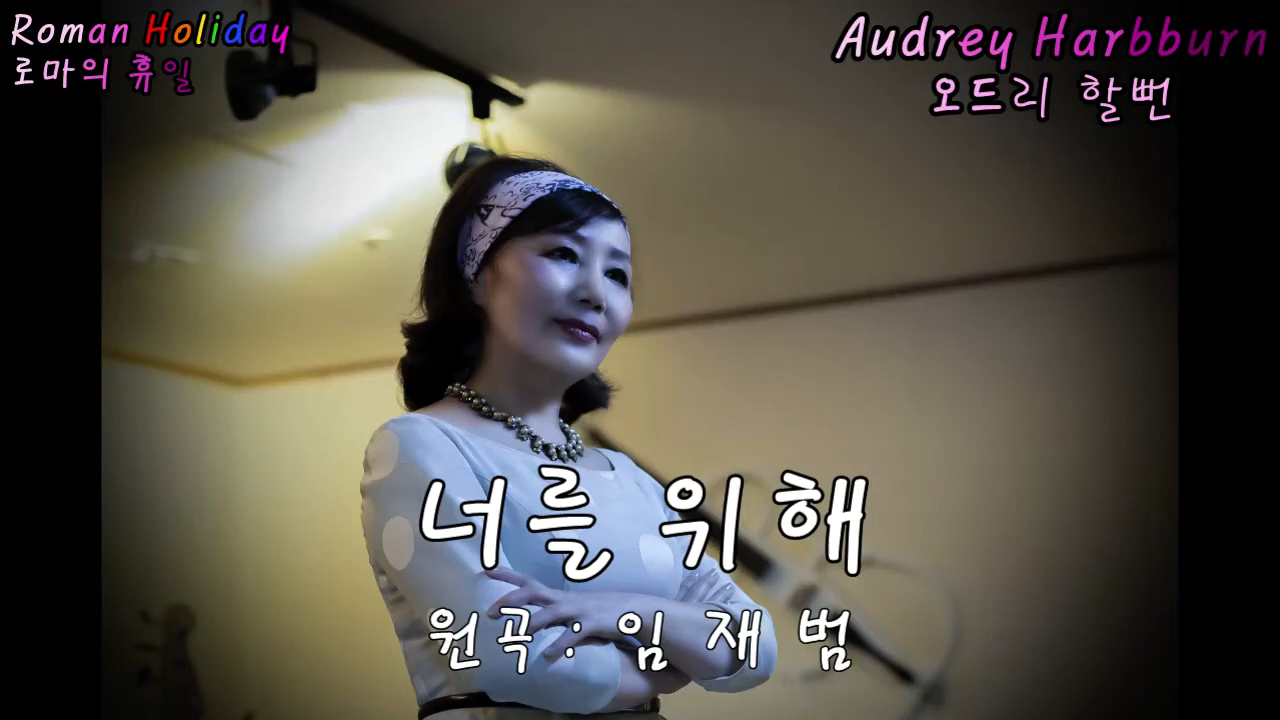 Roman Holiday
로마의 휴일
Audrey Harbburn
오드리 할뻔
너를 위해
원곡 : 임재범